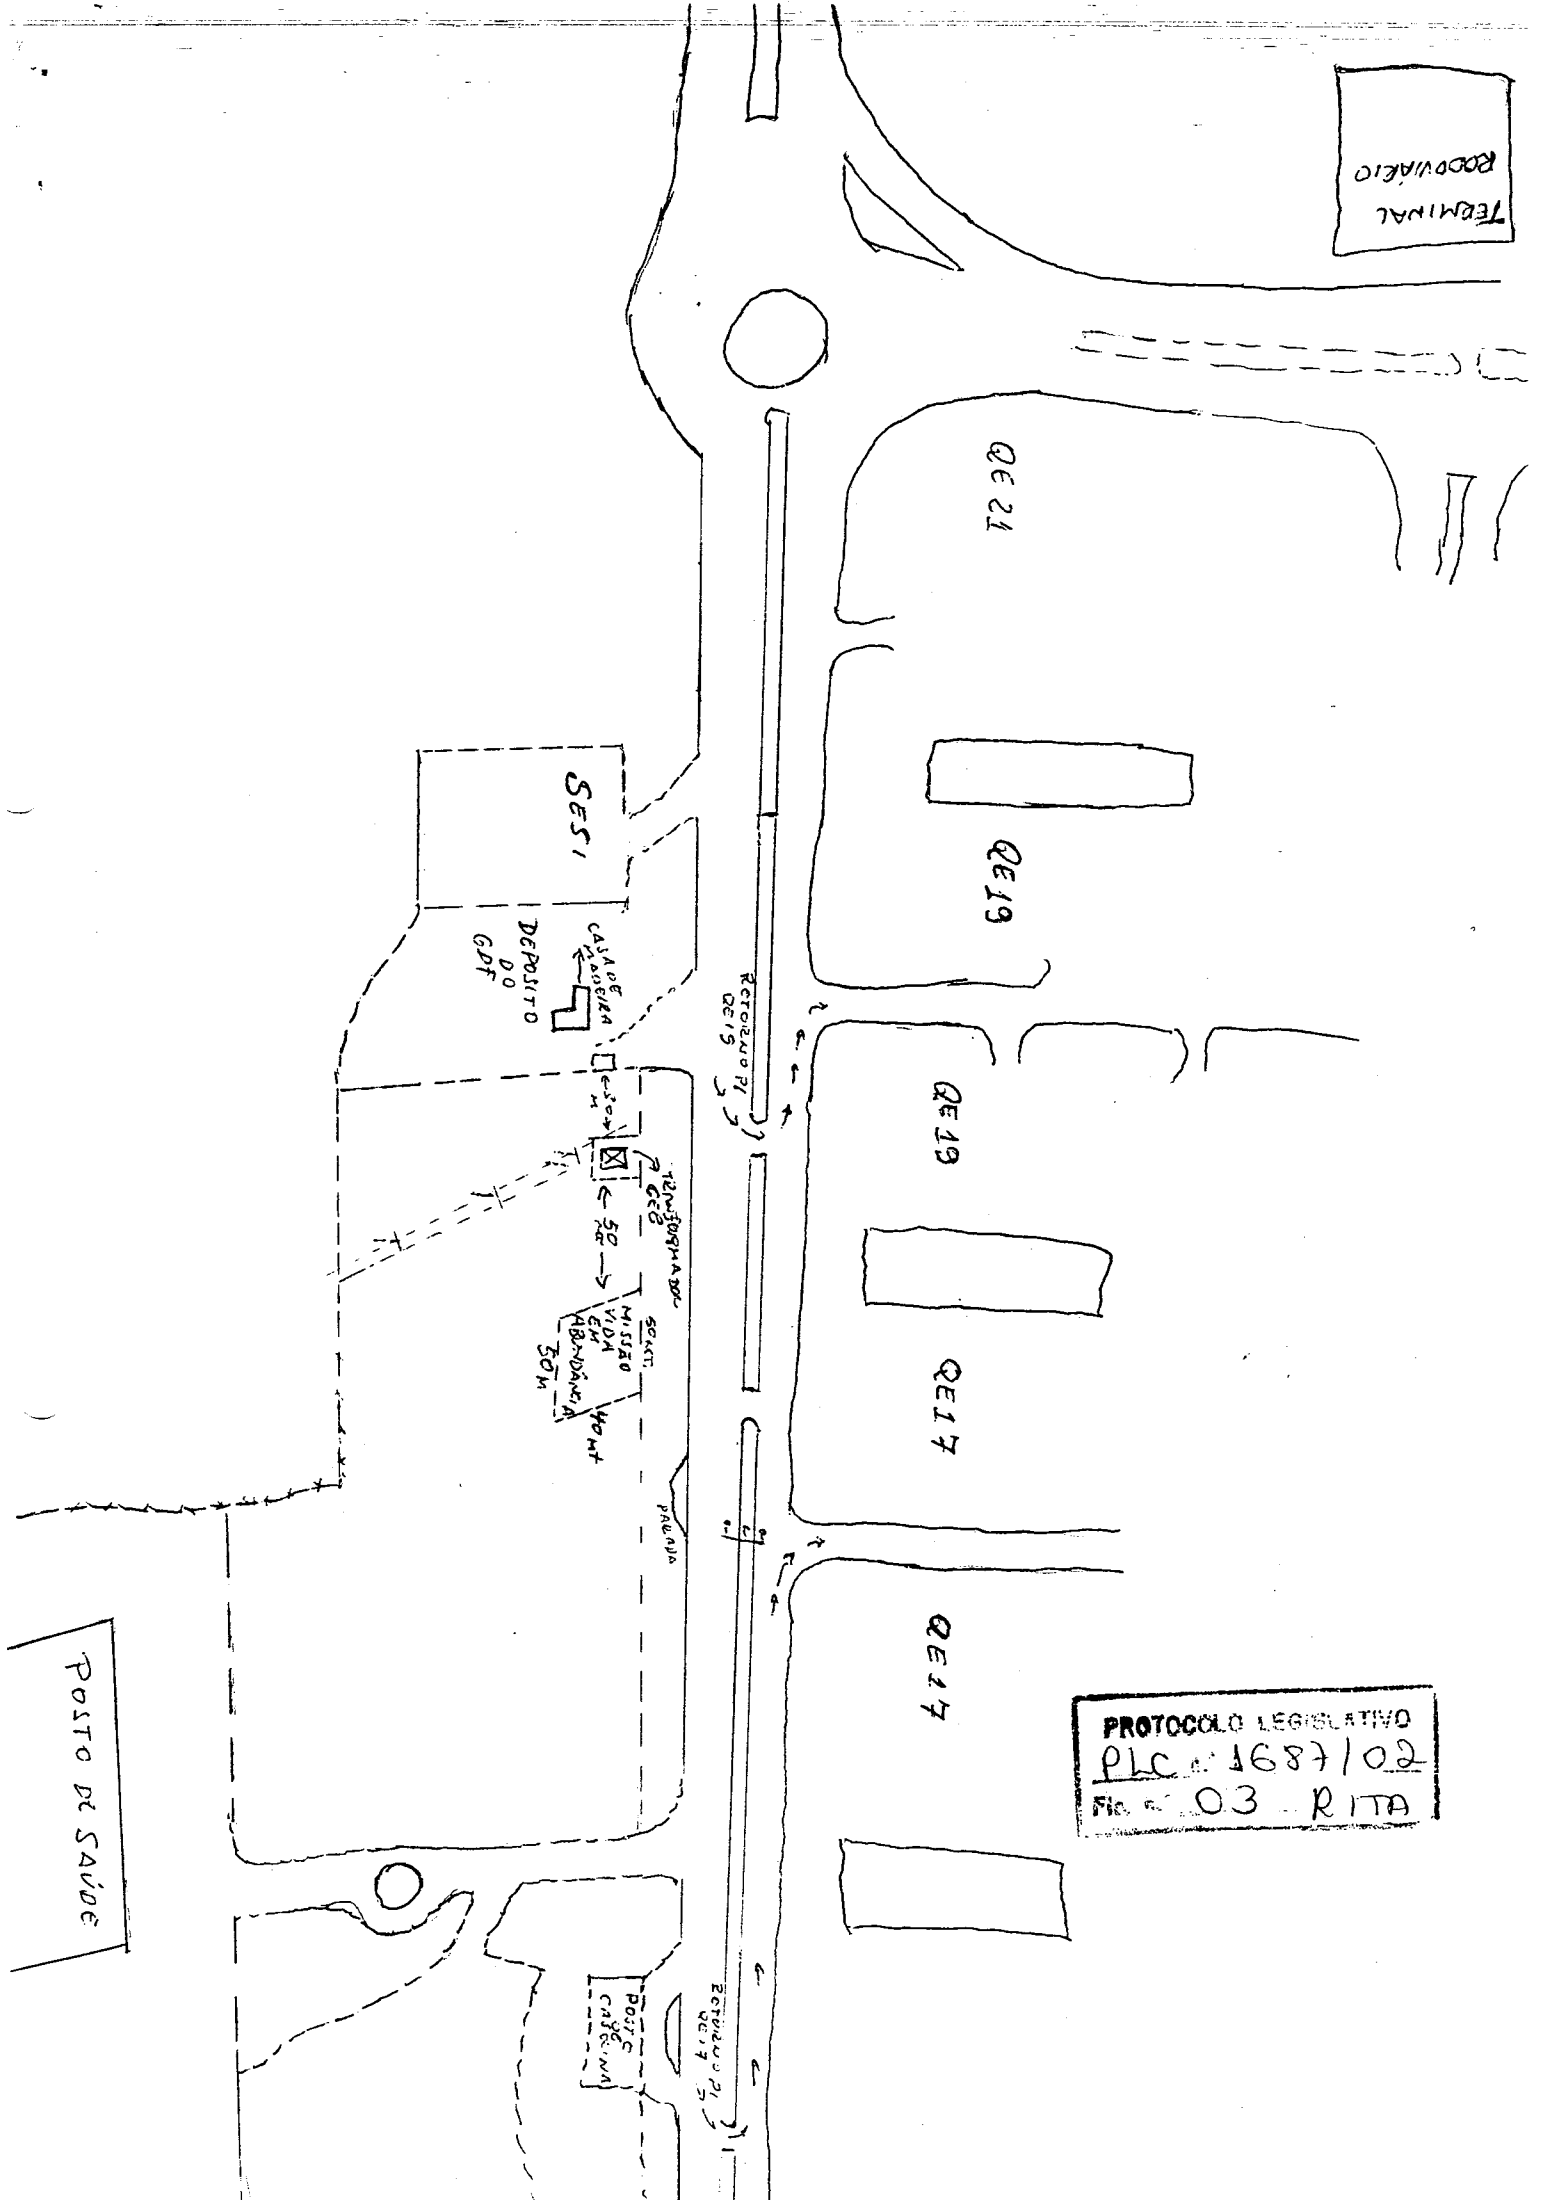 TERMINAL
RODOVIÁRIO
QE 21
QE 19
SESI
CASA DE
MADEIRA
DEPOSITO
DO
GDF
RETORNO P/
QE 19
QE 19
50
M
TRANSFORMADOR
CEB
50
50 MT.
MISSÃO
VIDA
EM
ABUNDÂNCIA
50 M
40 MT
QE 17
PARADA
QE 17
PROTOCOLO LEGISLATIVO
PLC nº 1687/02
Fls. nº 03 RITA
POSTO DE SAÚDE
POSTO
DE
GASOLINA
RETORNO P/
QE 17